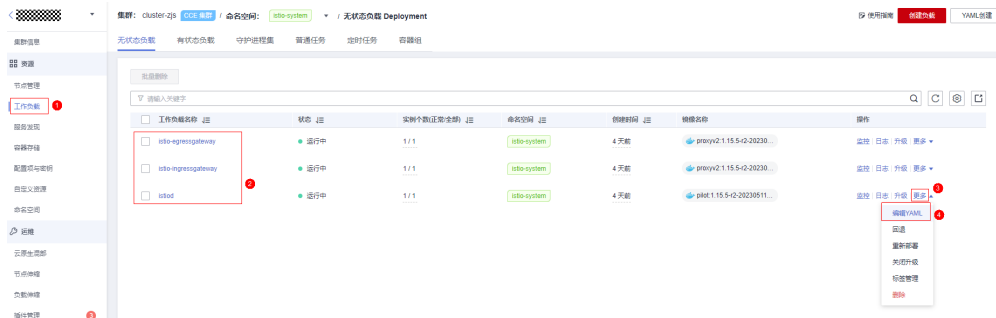 集群: cluster-zjs CCE 集群 / 命名空间: istio-system / 无状态负载 Deployment
使用指南 创建负载 YAML创建
集群信息
资源
节点管理
工作负载 1
服务发现
容器存储
配置项与密钥
自定义资源
命名空间
运维
云原生混部
节点伸缩
负载伸缩
插件管理 3
无状态负载 有状态负载 守护进程集 普通任务 定时任务 容器组
批量删除
请输入关键字
工作负载名称 状态 实例个数(正常/全部) 命名空间 创建时间 镜像名称 操作
istio-egressgateway 运行中 1 / 1 istio-system 4 天前 proxyv2:1.15.5-r2-20230... 监控 日志 升级 更多
istio-ingressgateway 运行中 1 / 1 istio-system 4 天前 proxyv2:1.15.5-r2-20230... 监控 日志 升级 更多
2
istiod 运行中 1 / 1 istio-system 4 天前 pilot:1.15.5-r2-20230511... 监控 日志 升级 更多 3
编辑YAML 4
回退
重新部署
关闭升级
标签管理
删除